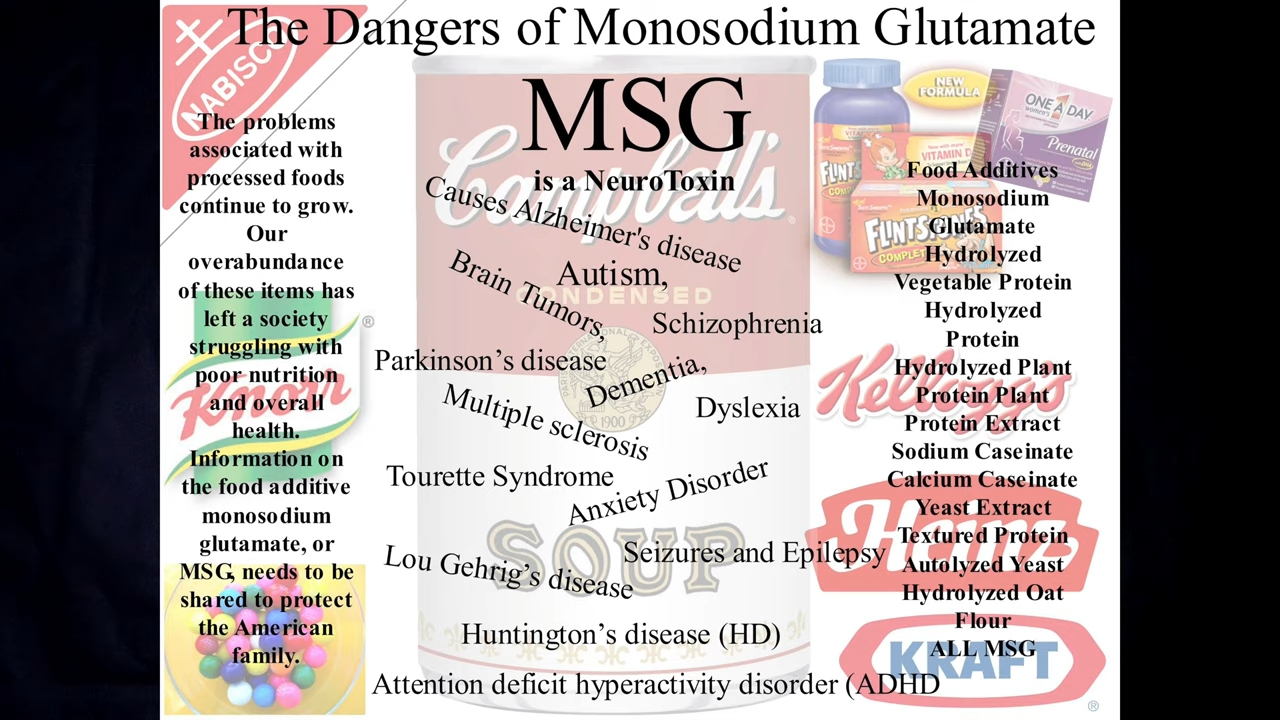 The Dangers of Monosodium Glutamate
NABISCO
The problems
associated with
processed foods
continue to grow.
Our
overabundance
of these items has
left a society
struggling with
poor nutrition
and overall
health.
Information on
the food additive
monosodium
glutamate, or
MSG, needs to be
shared to protect
the American
family.
Knorr
®
MSG
is a NeuroToxin
Campbell's
®
Causes Alzheimer's disease
Autism,
Brain Tumors,
CONDENSED
Schizophrenia
Parkinson’s disease
Dementia,
Multiple sclerosis
Dyslexia
1900
Tourette Syndrome
Anxiety Disorder
SOUP
Seizures and Epilepsy
Lou Gehrig’s disease
Huntington’s disease (HD)
Attention deficit hyperactivity disorder (ADHD
NEW
FORMULA
ONE A DAY
women's
Prenatal
VITAMIN D
FLINTSTONES
COMPLETE
Food Additives
Monosodium
Glutamate
Hydrolyzed
Vegetable Protein
Hydrolyzed
Protein
Hydrolyzed Plant
Protein Plant
Protein Extract
Sodium Caseinate
Calcium Caseinate
Yeast Extract
Textured Protein
Autolyzed Yeast
Hydrolyzed Oat
Flour
ALL MSG
Kellogg's
Heinz
KRAFT
®